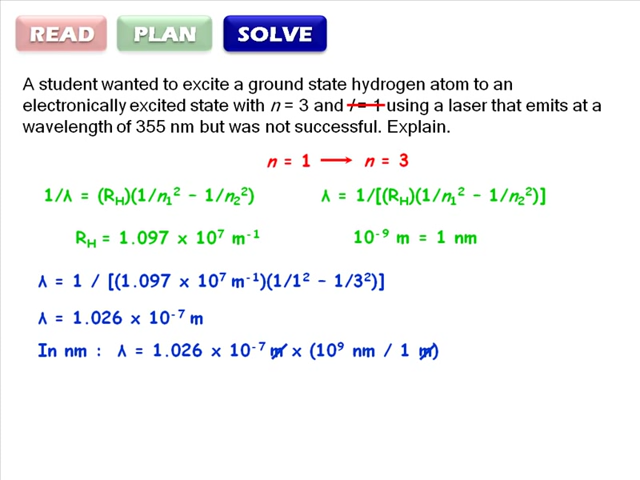 READ PLAN SOLVE
A student wanted to excite a ground state hydrogen atom to an
electronically excited state with n = 3 and l = 1 using a laser that emits at a
wavelength of 355 nm but was not successful. Explain.
n = 1 ⟶ n = 3
1/λ = (R_H)(1/n₁² – 1/n₂²) λ = 1/[(R_H)(1/n₁² – 1/n₂²)]
R_H = 1.097 x 10⁷ m⁻¹ 10⁻⁹ m = 1 nm
λ = 1 / [(1.097 x 10⁷ m⁻¹)(1/1² – 1/3²)]
λ = 1.026 x 10⁻⁷ m
In nm : λ = 1.026 x 10⁻⁷ m x (10⁹ nm / 1 m)